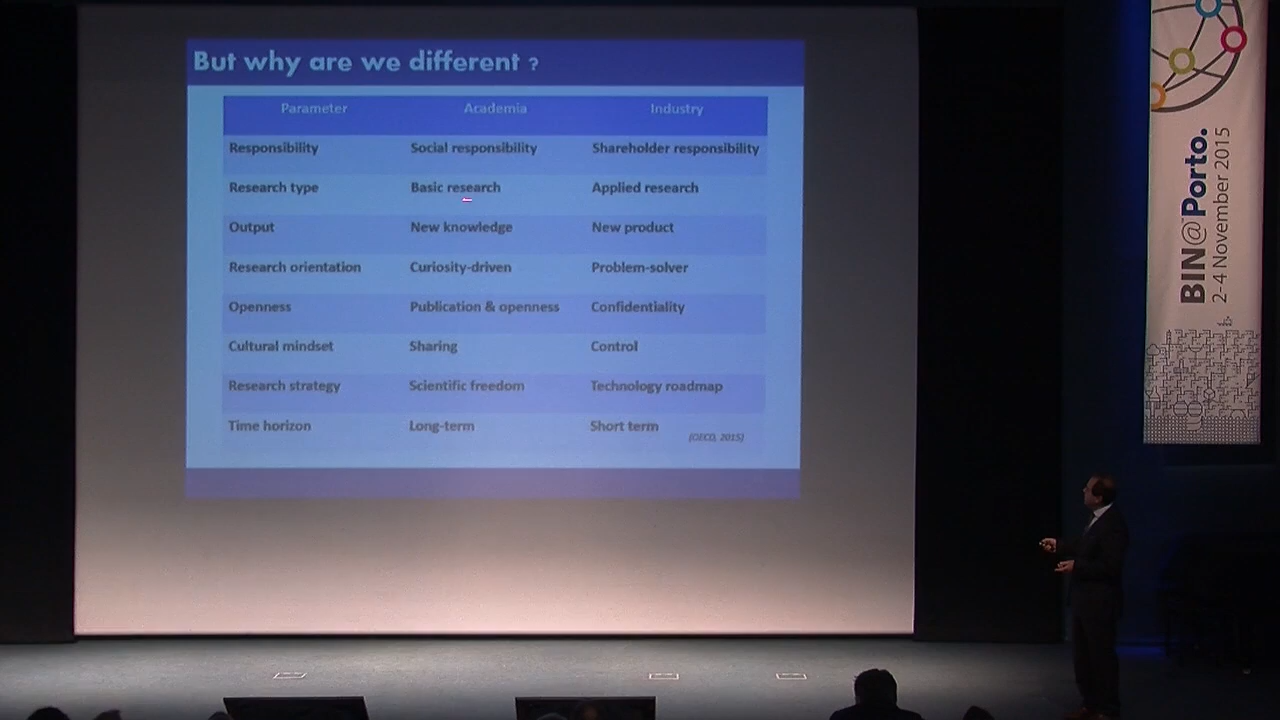 But why are we different ?
Parameter Academia Industry
Responsibility Social responsibility Shareholder responsibility
Research type Basic research Applied research
Output New knowledge New product
Research orientation Curiosity-driven Problem-solver
Openness Publication & openness Confidentiality
Cultural mindset Sharing Control
Research strategy Scientific freedom Technology roadmap
Time horizon Long-term Short term
(OECD, 2015)
BIN@Porto.
2-4 November 2015